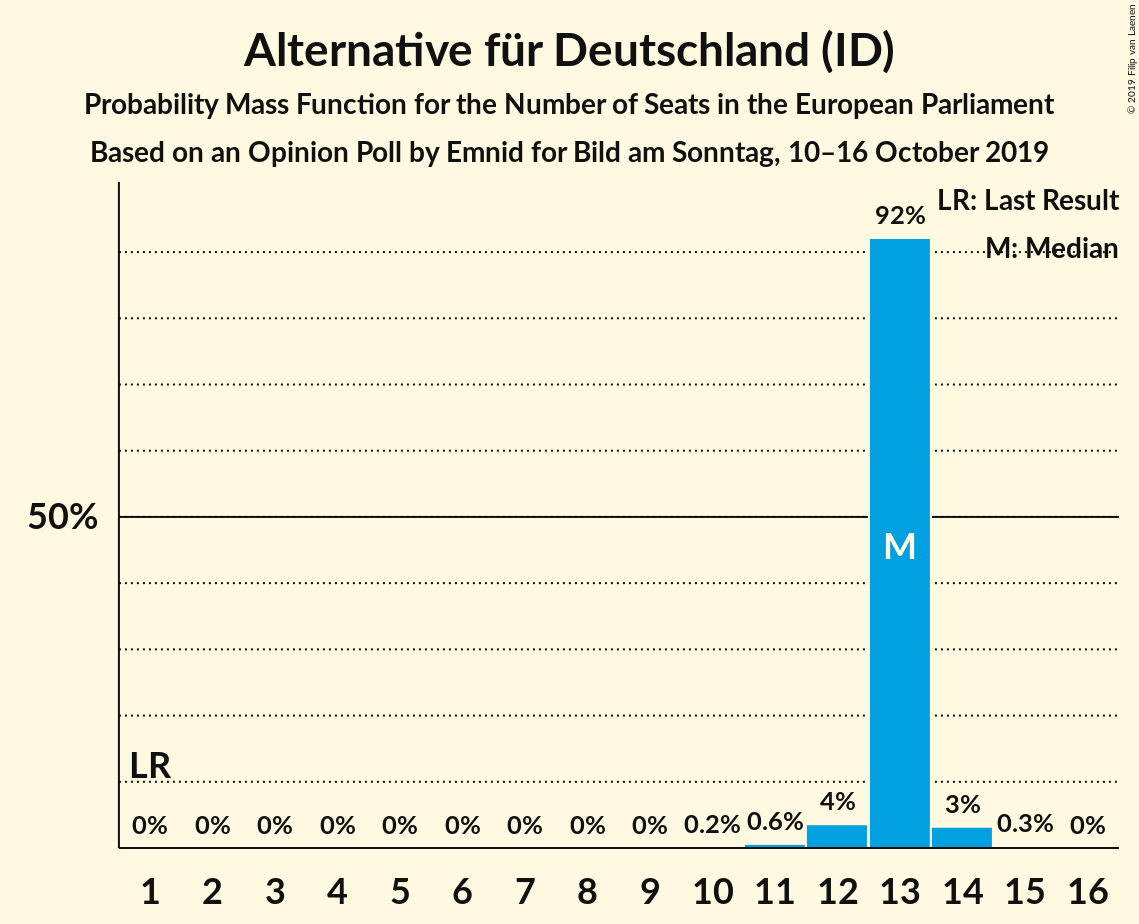 Alternative für Deutschland (ID)
Probability Mass Function for the Number of Seats in the European Parliament
Based on an Opinion Poll by Emnid for Bild am Sonntag, 10–16 October 2019
© 2019 Filip van Laenen
LR: Last Result
M: Median
92%
50%
M
LR
0% 0% 0% 0% 0% 0% 0% 0% 0% 0.2% 0.6% 4% 3% 0.3% 0%
1 2 3 4 5 6 7 8 9 10 11 12 13 14 15 16